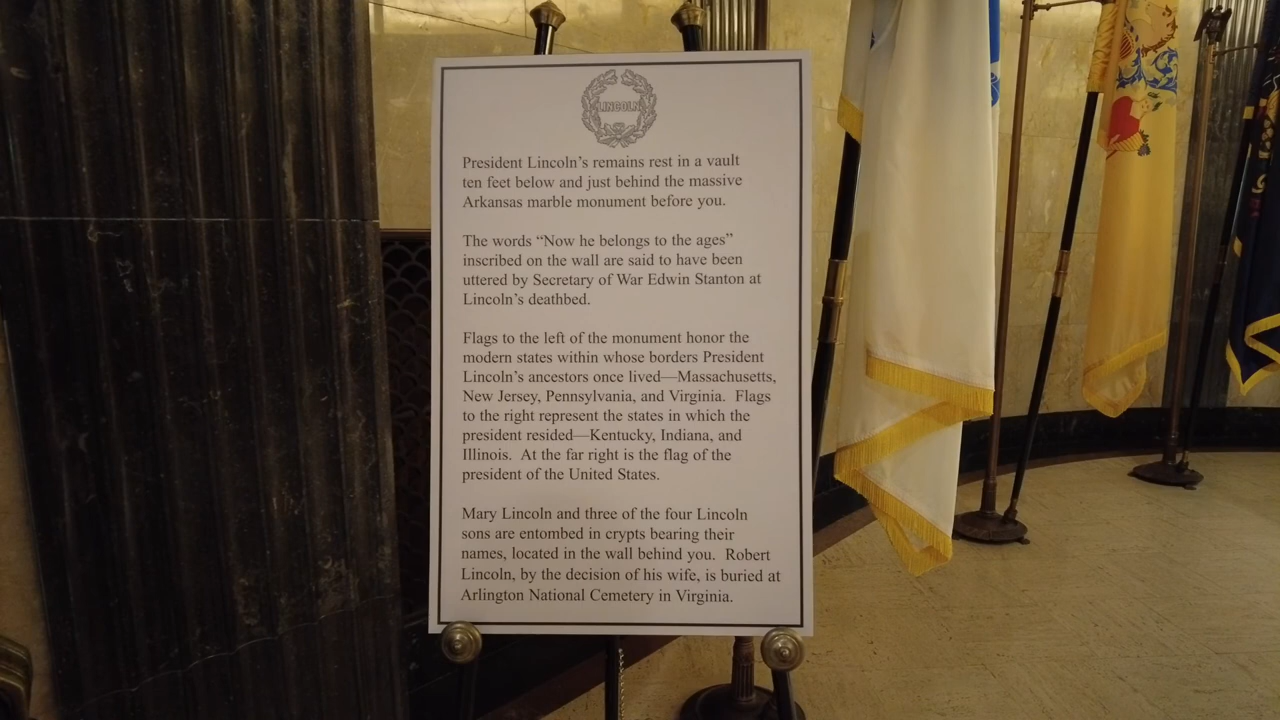 LINCOLN
President Lincoln's remains rest in a vault
ten feet below and just behind the massive
Arkansas marble monument before you.
The words “Now he belongs to the ages”
inscribed on the wall are said to have been
uttered by Secretary of War Edwin Stanton at
Lincoln's deathbed.
Flags to the left of the monument honor the
modern states within whose borders President
Lincoln's ancestors once lived—Massachusetts,
New Jersey, Pennsylvania, and Virginia. Flags
to the right represent the states in which the
president resided—Kentucky, Indiana, and
Illinois. At the far right is the flag of the
president of the United States.
Mary Lincoln and three of the four Lincoln
sons are entombed in crypts bearing their
names, located in the wall behind you. Robert
Lincoln, by the decision of his wife, is buried at
Arlington National Cemetery in Virginia.